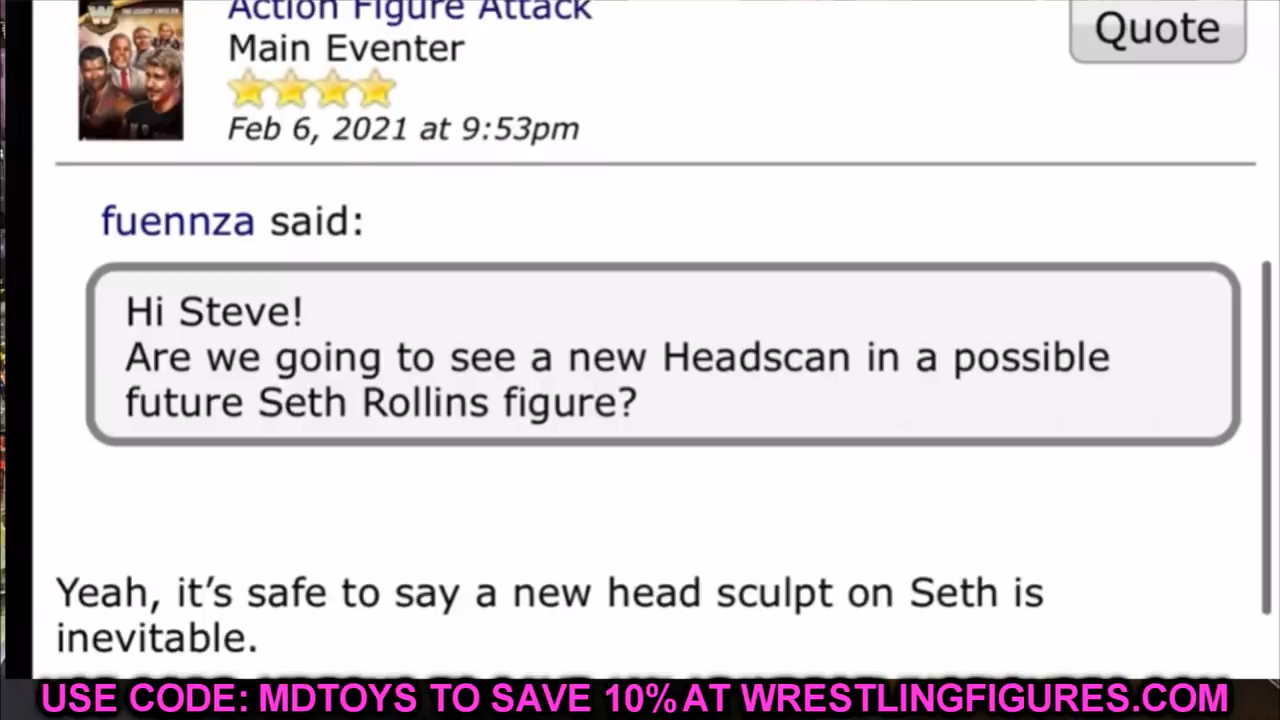 Action Figure Attack
Quote
Main Eventer
Feb 6, 2021 at 9:53pm
fuennza said:
Hi Steve!
Are we going to see a new Headscan in a possible
future Seth Rollins figure?
Yeah, it’s safe to say a new head sculpt on Seth is
inevitable.
USE CODE: MDTOYS TO SAVE 10% AT WRESTLINGFIGURES.COM